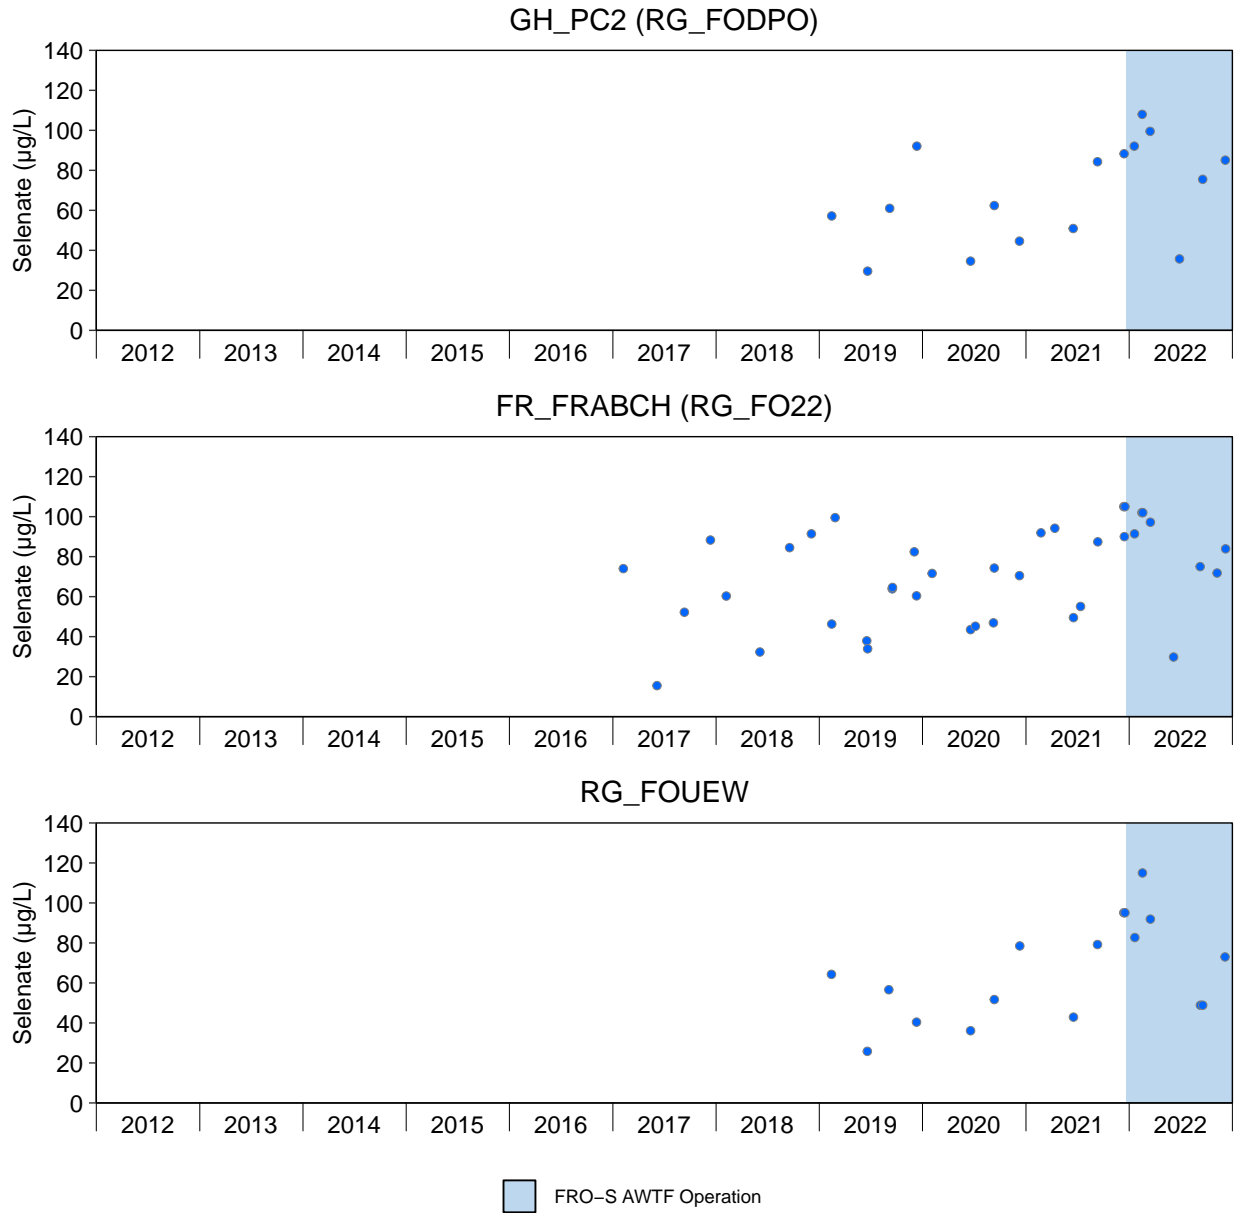 GH_PC2 (RG_FODPO)
Selenate (µg/L)
140
120
100
80
60
40
20
0
2012 2013 2014 2015 2016 2017 2018 2019 2020 2021 2022
FR_FRABCH (RG_FO22)
Selenate (µg/L)
140
120
100
80
60
40
20
0
2012 2013 2014 2015 2016 2017 2018 2019 2020 2021 2022
RG_FOUEW
Selenate (µg/L)
140
120
100
80
60
40
20
0
2012 2013 2014 2015 2016 2017 2018 2019 2020 2021 2022
FRO−S AWTF Operation